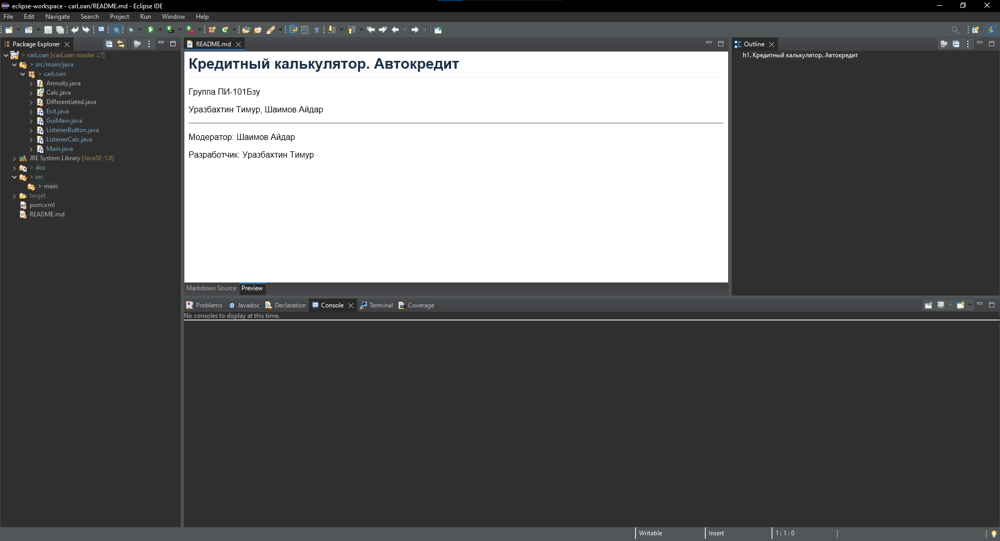 eclipse-workspace - carLoan/README.md - Eclipse IDE
File Edit Navigate Search Project Run Window Help
Package Explorer
README.md
Outline
> carLoan [carLoan master ↓7]
> src/main/java
> carLoan
Annuity.java
Calc.java
Differentiated.java
Exit.java
GuiMain.java
ListenerButton.java
ListenerCalc.java
Main.java
JRE System Library [JavaSE-1.8]
> doc
> src
> main
target
pom.xml
README.md
Кредитный калькулятор. Автокредит
Группа ПИ-101Бзу
Уразбахтин Тимур, Шаимов Айдар
Модератор: Шаимов Айдар
Разработчик: Уразбахтин Тимур
Markdown Source Preview
h1. Кредитный калькулятор. Автокредит
Problems Javadoc Declaration Console Terminal Coverage
No consoles to display at this time.
Writable Insert 1 : 1 : 0